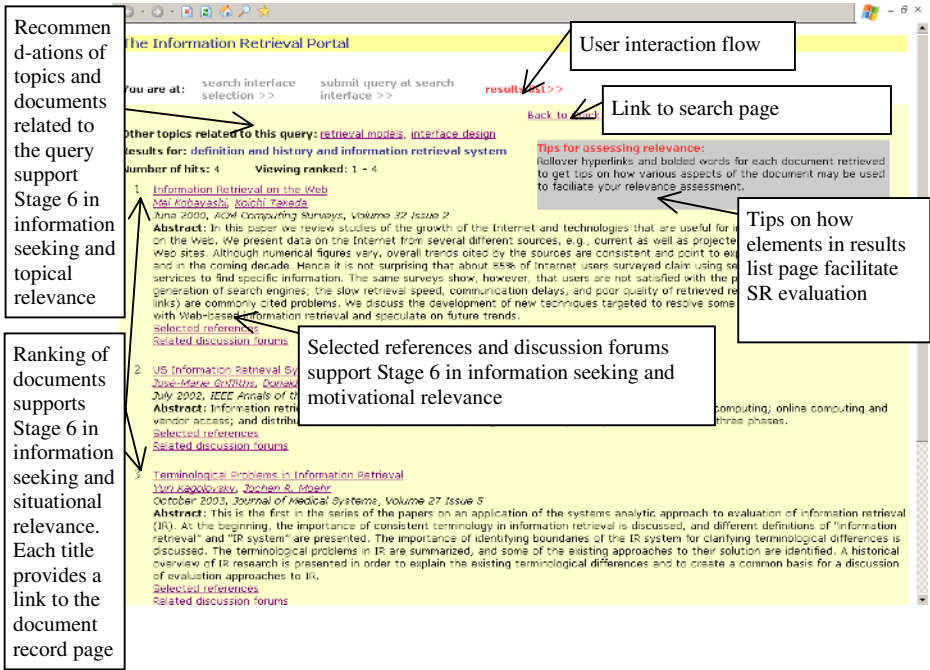 Recommen
d-ations of
topics and
documents
related to
the query
support
Stage 6 in
information
seeking and
topical
relevance
Ranking of
documents
supports
Stage 6 in
information
seeking and
situational
relevance.
Each title
provides a
link to the
document
record page
The Information Retrieval Portal
User interaction flow
You are at: search interface selection >> submit query at search interface >> results list>>
Link to search page
Back to
Other topics related to this query: retrieval models, interface design
Results for: definition and history and information retrieval system
Number of hits: 4 Viewing ranked: 1 - 4
Tips for assessing relevance:
Rollover hyperlinks and bolded words for each document retrieved
to get tips on how various aspects of the document may be used
to faciliate your relevance assessment.
Tips on how
elements in results
list page facilitate
SR evaluation
1. Information Retrieval on the Web
Mei Kobayashi, Koichi Takeda
June 2000, ACM Computing Surveys, Volume 32 Issue 2
Abstract: In this paper we review studies of the growth of the Internet and technologies that are useful for
on the Web. We present data on the Internet from several different sources, e.g., current as well as projecte
Web sites. Although numerical figures vary, overall trends cited by the sources are consistent and point to
and in the coming decade. Hence it is not surprising that about 85% of Internet users surveyed claim using
services to find specific information. The same surveys show, however, that users are not satisfied with the
generation of search engines; the slow retrieval speed, communication delays, and poor quality of retrieved
links) are commonly cited problems. We discuss the development of new techniques targeted to resolve some
with Web-based information retrieval and speculate on future trends.
Selected references
Related discussion forums
Selected references and discussion forums
support Stage 6 in information seeking and
motivational relevance
2. US Information Retrieval Sy
José-Marie Griffiths, Donald
July 2002, IEEE Annals of th
Abstract: Information retrie computing; online computing and
vendor access; and distribu three phases.
Selected references
Related discussion forums
3. Terminological Problems in Information Retrieval
Yuri Kagolovsky, Jochen R. Moehr
October 2003, Journal of Medical Systems, Volume 27 Issue 5
Abstract: This is the first in the series of the papers on an application of the systems analytic approach to evaluation of information retrieval
(IR). At the beginning, the importance of consistent terminology in information retrieval is discussed, and different definitions of "information
retrieval" and "IR system" are presented. The importance of identifying boundaries of the IR system for clarifying terminological differences is
discussed. The terminological problems in IR are summarized, and some of the existing approaches to their solution are identified. A historical
overview of IR research is presented in order to explain the existing terminological differences and to create a common basis for a discussion
of evaluation approaches to IR.
Selected references
Related discussion forums